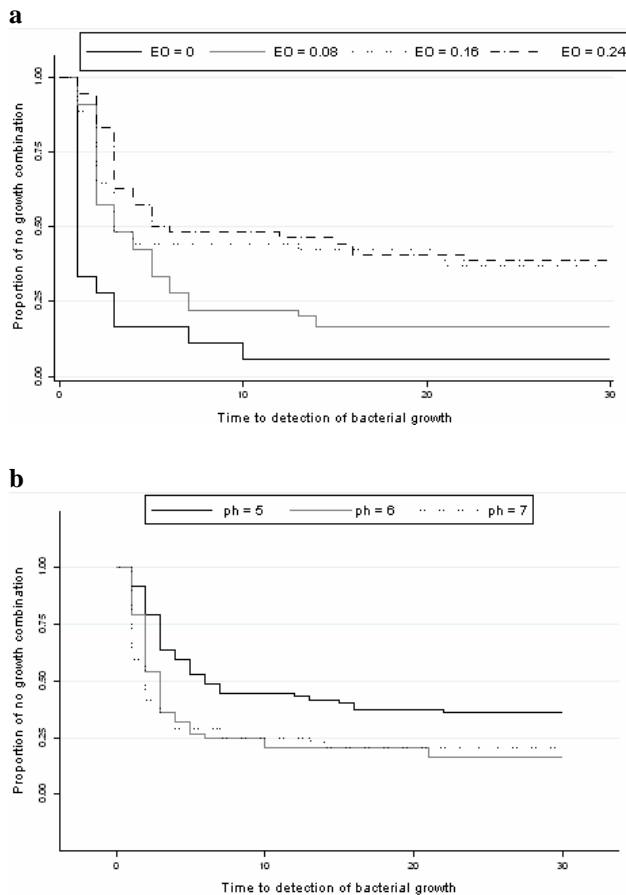 a
EO = 0 EO = 0.08 EO = 0.16 EO = 0.24
1.00
0.75
0.50
0.25
0.00
Proportion of no growth combination
0 10 20 30
Time to detection of bacterial growth
b
ph = 5 ph = 6 ph = 7
1.00
0.75
0.50
0.25
0.00
Proportion of no growth combination
0 10 20 30
Time to detection of bacterial growth